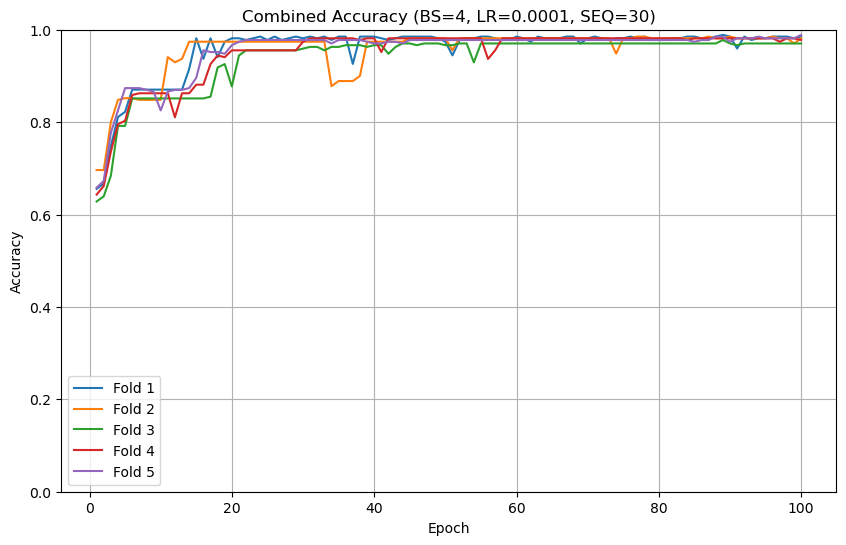 Combined Accuracy (BS=4, LR=0.0001, SEQ=30)
1.0
0.8
0.6
0.4
0.2
0.0
Accuracy
Fold 1
Fold 2
Fold 3
Fold 4
Fold 5
0 20 40 60 80 100
Epoch